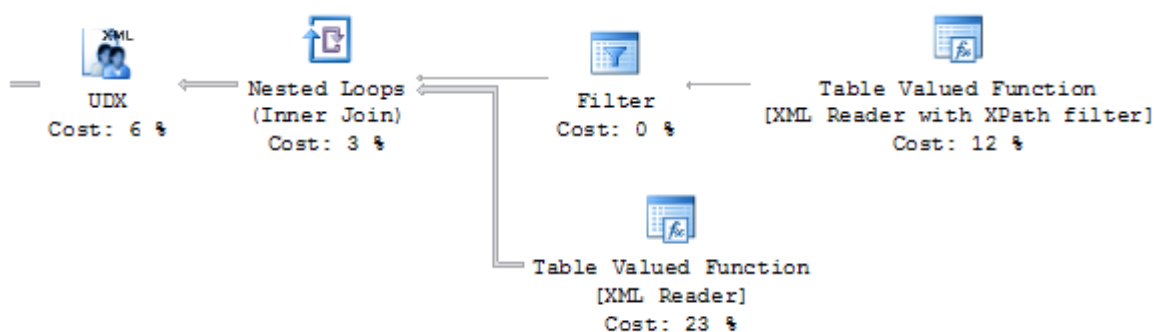 XML
UDX
Cost: 6 %
Nested Loops
(Inner Join)
Cost: 3 %
Filter
Cost: 0 %
Table Valued Function
[XML Reader with XPath filter]
Cost: 12 %
Table Valued Function
[XML Reader]
Cost: 23 %